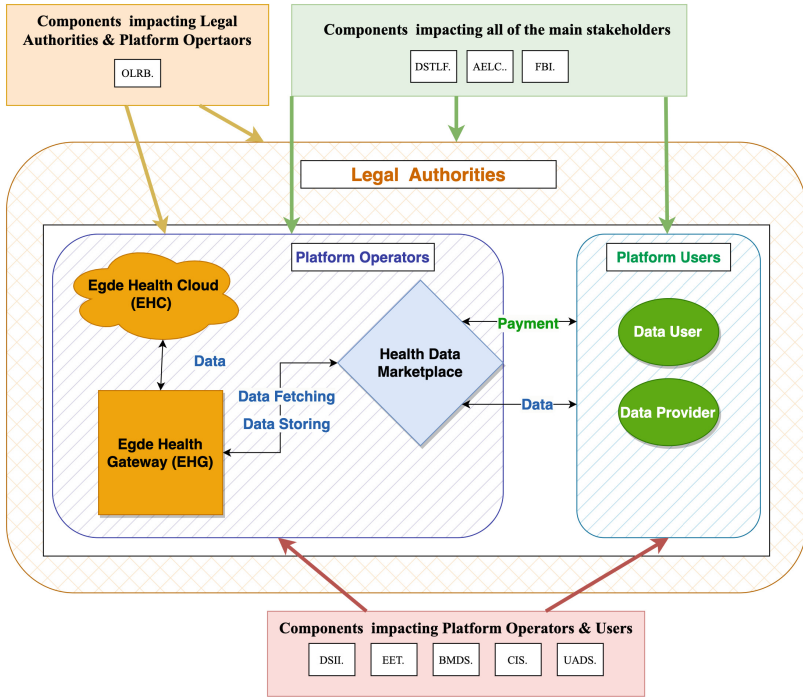 Components impacting Legal
Authorities & Platform Opertaors
OLRB.
Components impacting all of the main stakeholders
DSTLF.
AELC..
FBI.
Legal Authorities
Platform Operators
Platform Users
Egde Health Cloud
(EHC)
Data
Egde Health
Gateway (EHG)
Data Fetching
Data Storing
Health Data
Marketplace
Payment
Data
Data User
Data Provider
Components impacting Platform Operators & Users
DSII.
EET.
BMDS.
CIS.
UADS.